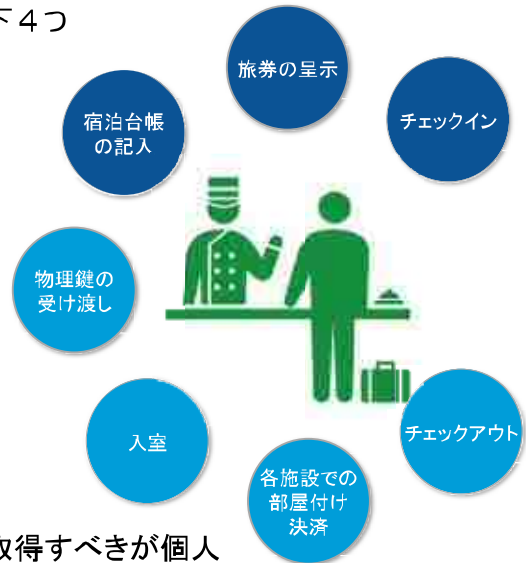 下4つ
旅券の呈示
チェックイン
宿泊台帳
の記入
物理鍵の
受け渡し
入室
各施設での
部屋付け
決済
チェックアウト
取得すべきが個人